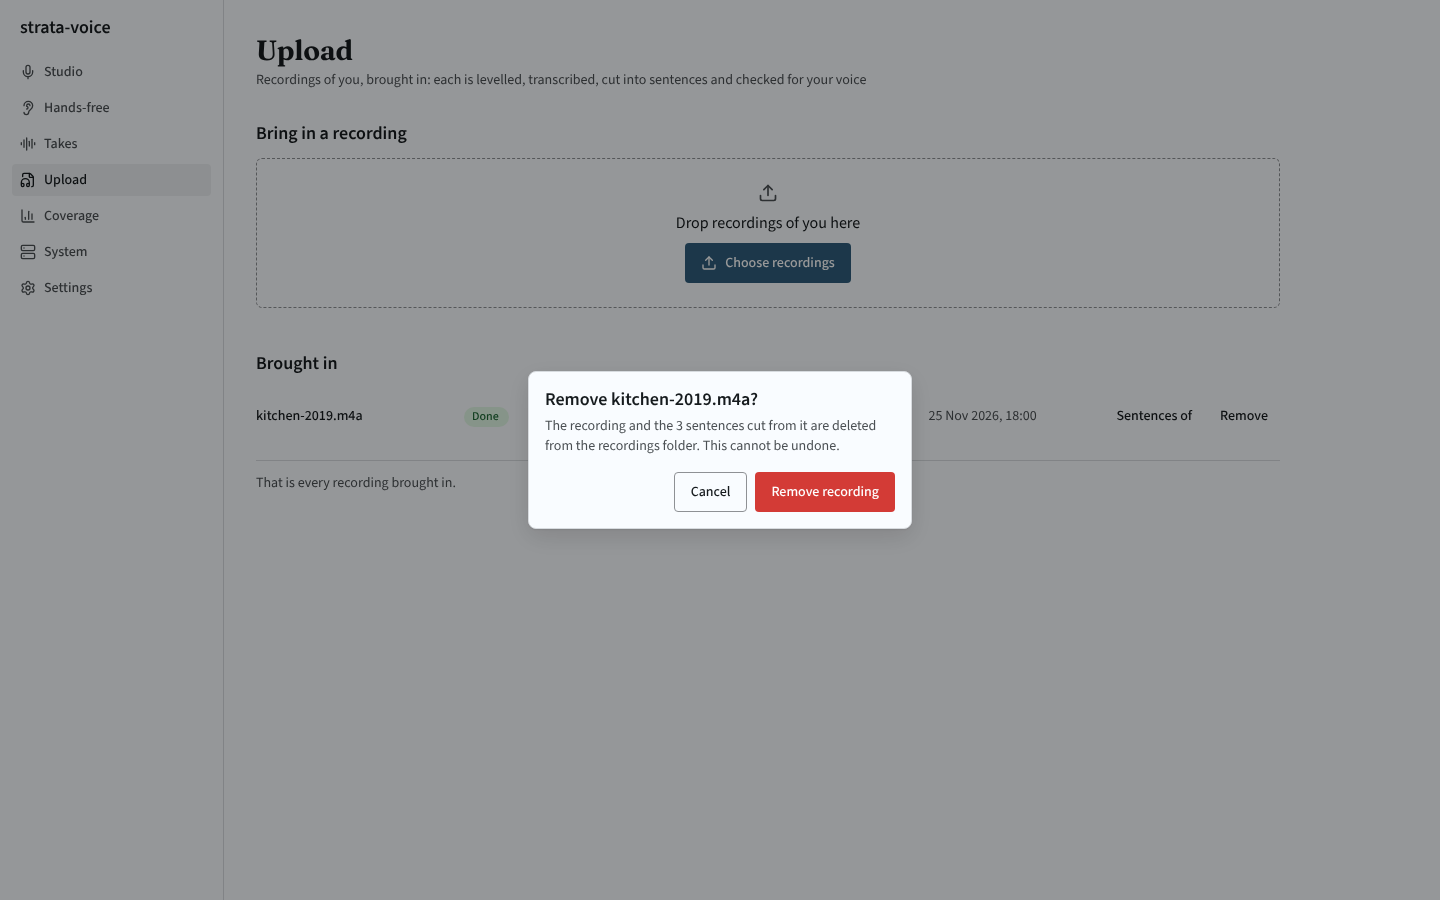 strata-voice
Studio
Hands-free
Takes
Upload
Coverage
System
Settings
Upload
Recordings of you, brought in: each is levelled, transcribed, cut into sentences and checked for your voice
Bring in a recording
Drop recordings of you here
Choose recordings
Brought in
kitchen-2019.m4a
Done
25 Nov 2026, 18:00
Sentences of
Remove
That is every recording brought in.
Remove kitchen-2019.m4a?
The recording and the 3 sentences cut from it are deleted
from the recordings folder. This cannot be undone.
Cancel
Remove recording